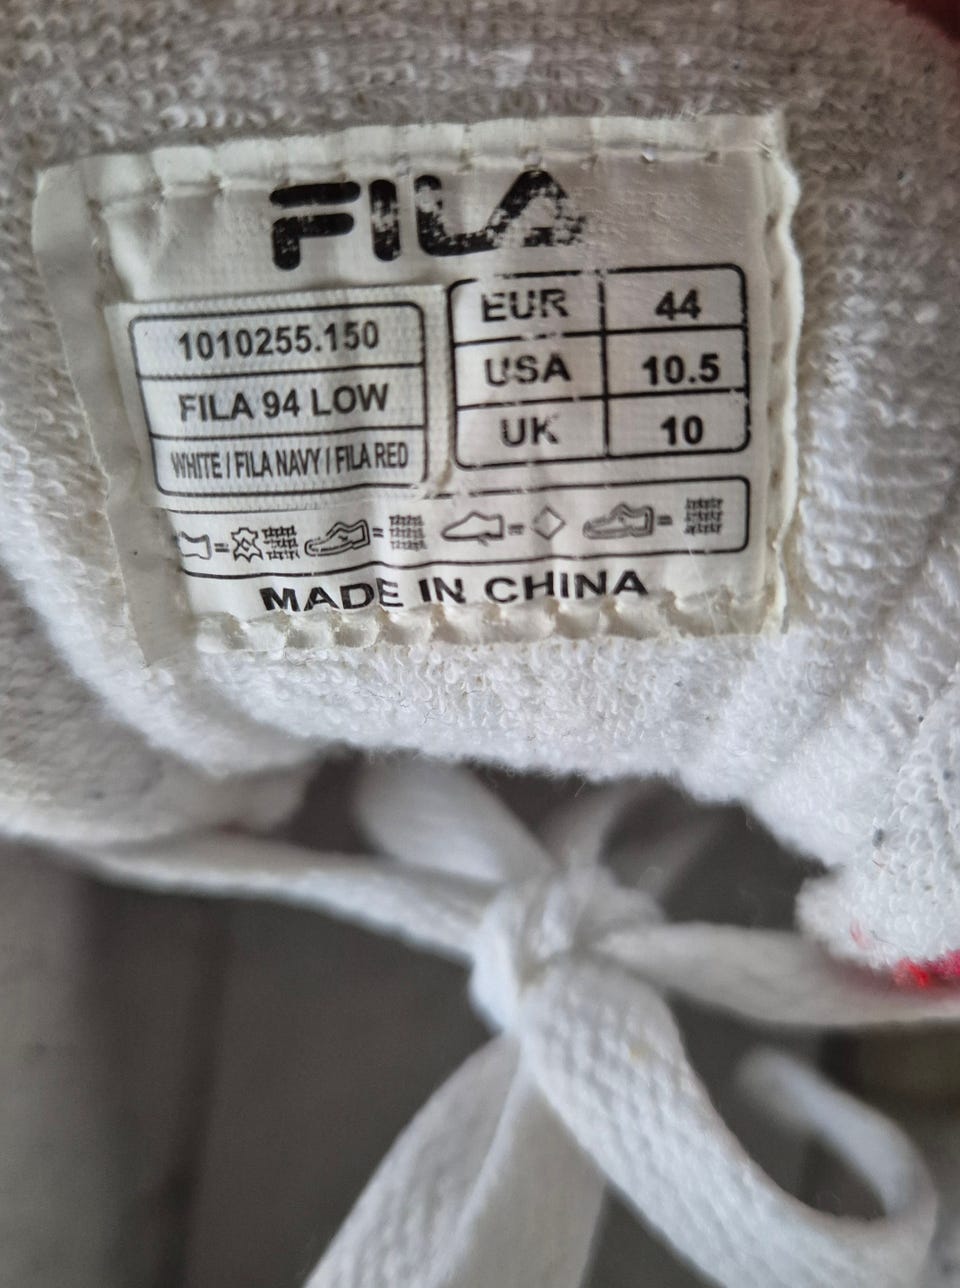 FILA
1010255.150
FILA 94 LOW
WHITE / FILA NAVY / FILA RED
EUR 44
USA 10.5
UK 10
= = = =
MADE IN CHINA